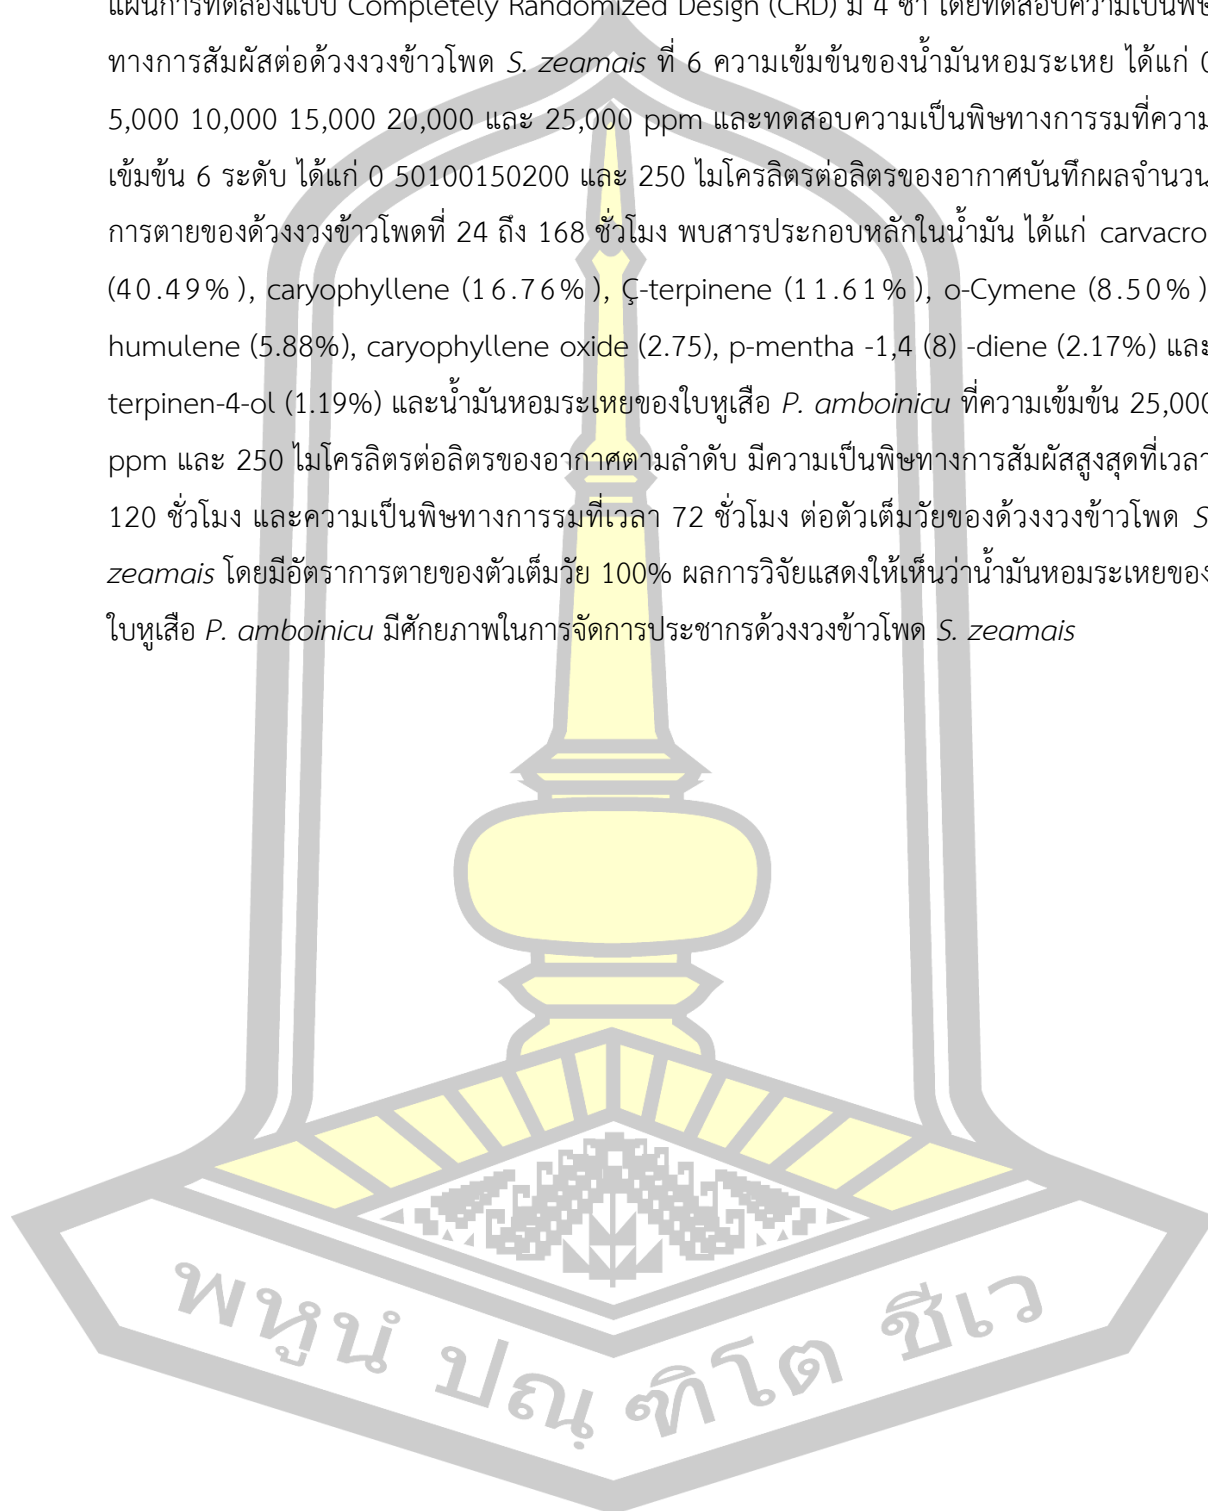 แผนการทดลองแบบ Completely Randomized Design (CRD) มี 4 ซ้ำ โดยทดสอบความเป็นพิษ
ทางการสัมผัสต่อด้วงงวงข้าวโพด S. zeamais ที่ 6 ความเข้มข้นของน้ำมันหอมระเหย ได้แก่ 0
5,000 10,000 15,000 20,000 และ 25,000 ppm และทดสอบความเป็นพิษทางการรมที่ความ
เข้มข้น 6 ระดับ ได้แก่ 0 50100150200 และ 250 ไมโครลิตรต่อลิตรของอากาศบันทึกผลจำนวน
การตายของด้วงงวงข้าวโพดที่ 24 ถึง 168 ชั่วโมง พบสารประกอบหลักในน้ำมัน ได้แก่ carvacro
(40.49%), caryophyllene (16.76%), Ç-terpinene (11.61%), o-Cymene (8.50%)
humulene (5.88%), caryophyllene oxide (2.75), p-mentha -1,4 (8) -diene (2.17%) และ
terpinen-4-ol (1.19%) และน้ำมันหอมระเหยของใบหูเสือ P. amboinicu ที่ความเข้มข้น 25,000
ppm และ 250 ไมโครลิตรต่อลิตรของอากาศตามลำดับ มีความเป็นพิษทางการสัมผัสสูงสุดที่เวลา
120 ชั่วโมง และความเป็นพิษทางการรมที่เวลา 72 ชั่วโมง ต่อตัวเต็มวัยของด้วงงวงข้าวโพด S
zeamais โดยมีอัตราการตายของตัวเต็มวัย 100% ผลการวิจัยแสดงให้เห็นว่าน้ำมันหอมระเหยของ
ใบหูเสือ P. amboinicu มีศักยภาพในการจัดการประชากรด้วงงวงข้าวโพด S. zeamais
พหูนํ ปณฺฑิโต ชีเว